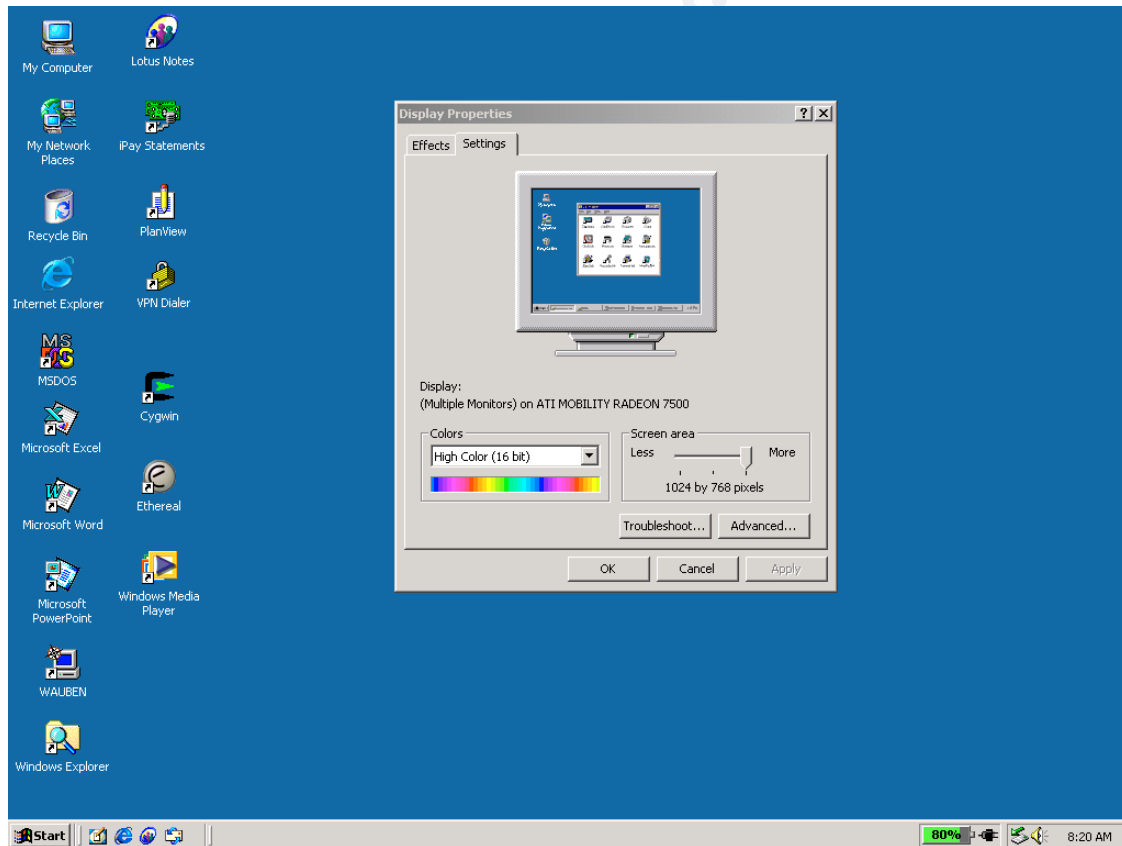 My Computer
Lotus Notes
My Network
Places
iPay Statements
Recycle Bin
PlanView
Internet Explorer
VPN Dialer
MS
MSDOS
Cygwin
Microsoft Excel
Ethereal
Microsoft Word
Microsoft
PowerPoint
Windows Media
Player
WAUBEN
Windows Explorer
Display Properties
Effects
Settings
Display:
(Multiple Monitors) on ATI MOBILITY RADEON 7500
Colors
High Color (16 bit)
Screen area
Less
More
1024 by 768 pixels
Troubleshoot...
Advanced...
OK
Cancel
Apply
Start
80%
8:20 AM